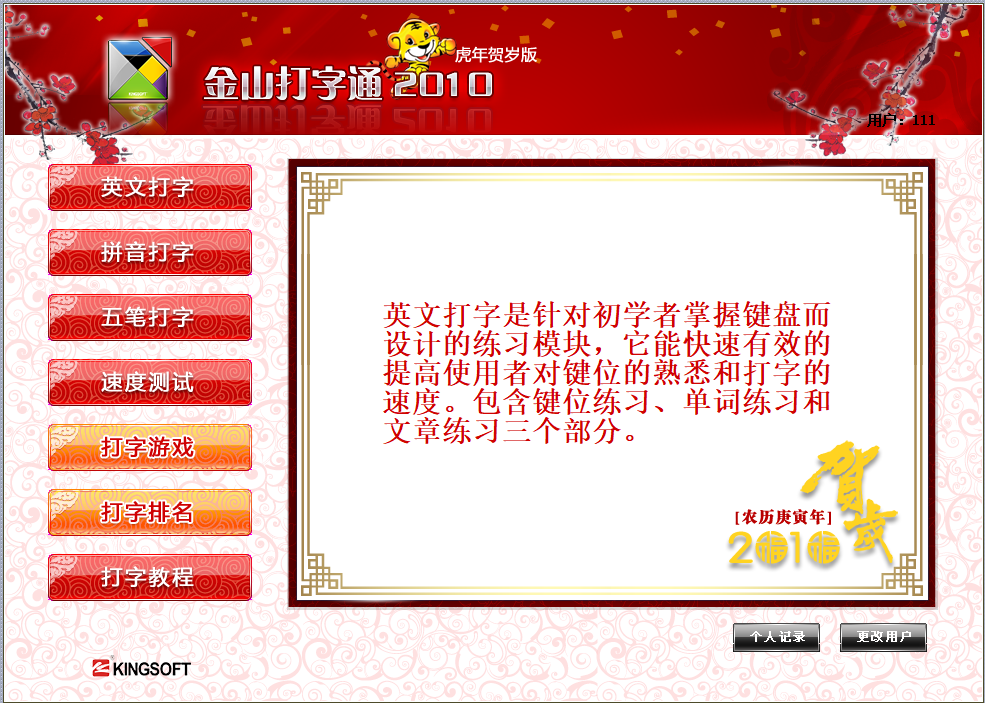 虎年贺岁版
金山打字通 2010
用户：111
英文打字
拼音打字
五笔打字
速度测试
打字游戏
打字排名
打字教程
英文打字是针对初学者掌握键盘而
设计的练习模块，它能快速有效的
提高使用者对键位的熟悉和打字的
速度。包含键位练习、单词练习和
文章练习三个部分。
贺岁
[农历庚寅年]
2010
个人记录
更改用户
KINGSOFT